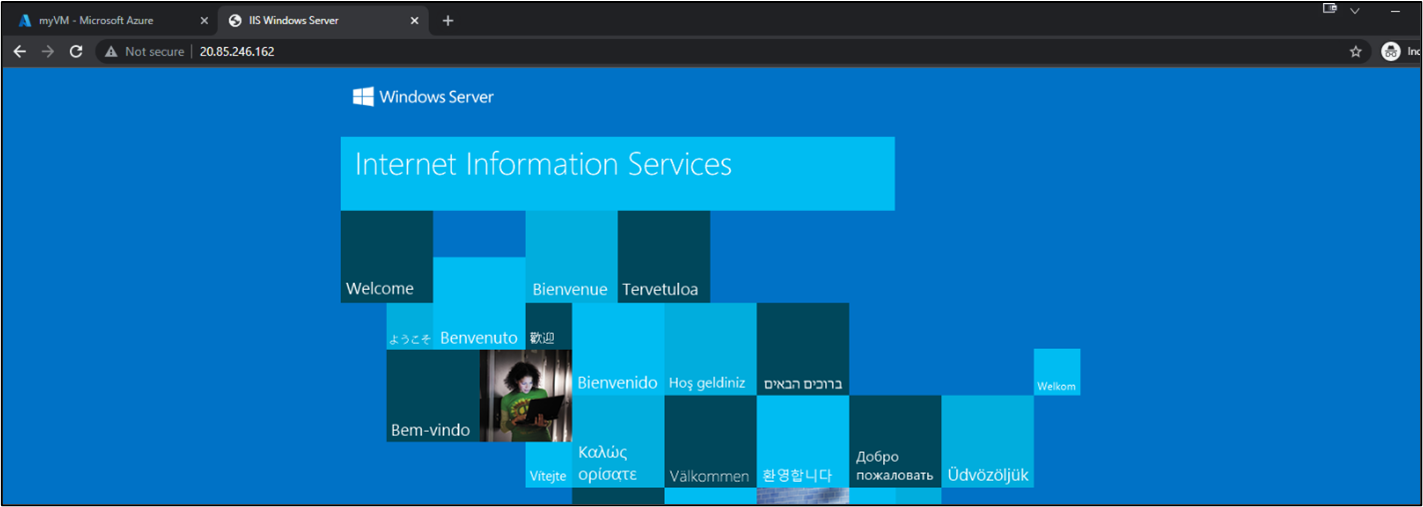 myVM - Microsoft Azure
IIS Windows Server
Not secure
20.85.246.162
Windows Server
Internet Information Services
Welcome
Bienvenue
Tervetuloa
ようこそ
Benvenuto
歡迎
Bienvenido
Hoş geldiniz
ברוכים הבאים
Welkom
Bem-vindo
Vítejte
Καλώς
ορίσατε
Välkommen
환영합니다
Добро
пожаловать
Üdvözöljük